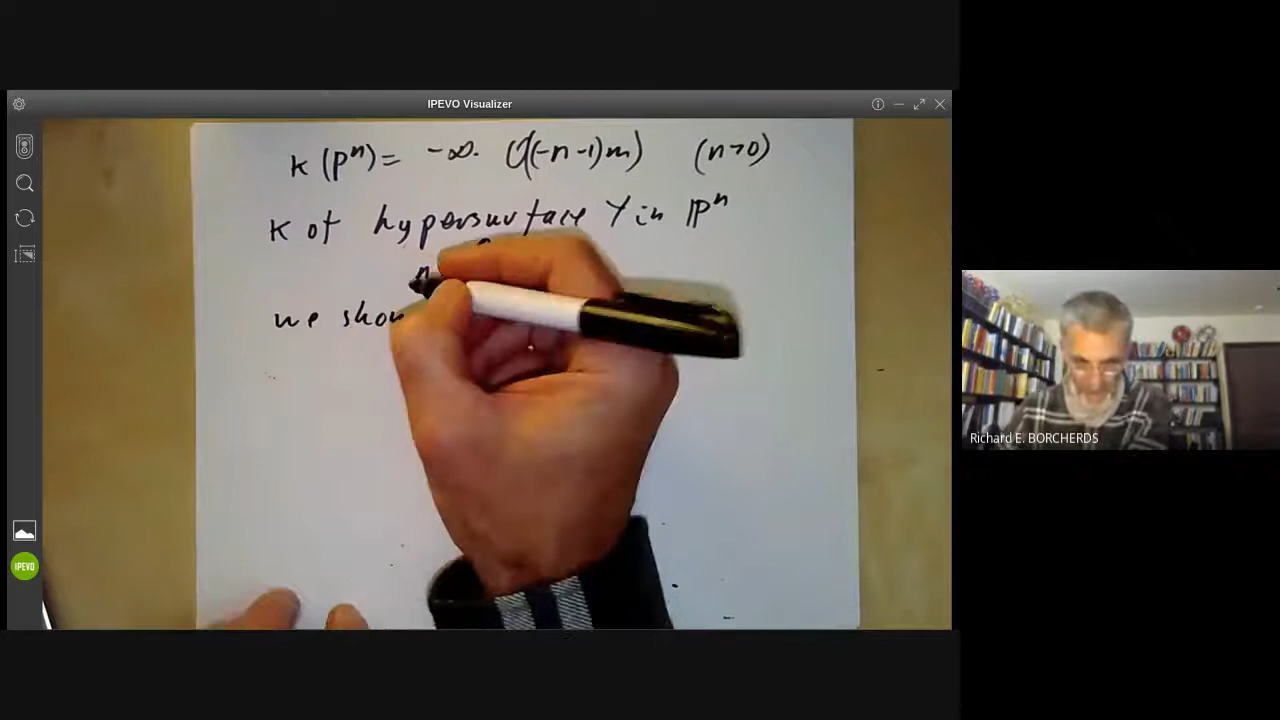 IPEVO Visualizer
κ (Pⁿ) = -∞. O((-n-1)m) (n>0)
κ of hypersurface Y in ℙⁿ
n
we show
Richard E. BORCHERDS
IPEVO